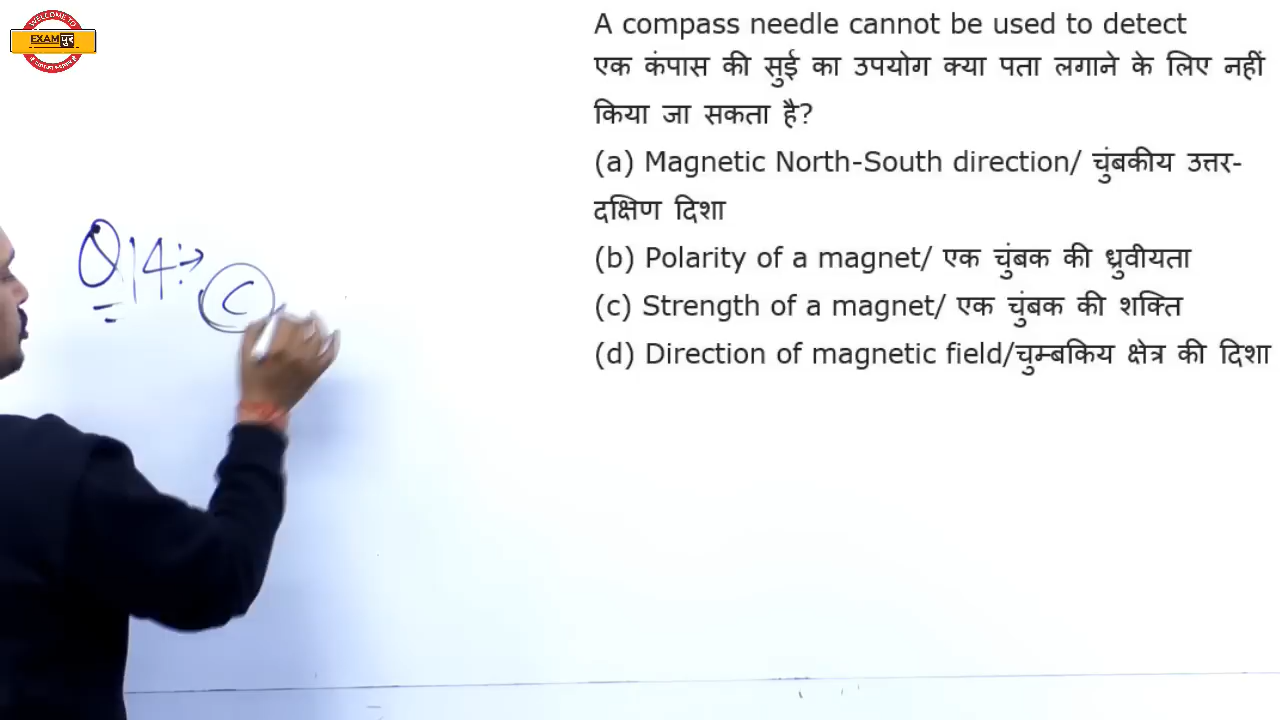 WELCOME TO
EXAM पुर
A compass needle cannot be used to detect
एक कंपास की सुई का उपयोग क्या पता लगाने के लिए नहीं
किया जा सकता है?
(a) Magnetic North-South direction/ चुंबकीय उत्तर-
दक्षिण दिशा
(b) Polarity of a magnet/ एक चुंबक की ध्रुवीयता
(c) Strength of a magnet/ एक चुंबक की शक्ति
(d) Direction of magnetic field/चुम्बकिय क्षेत्र की दिशा
Q14:→
C